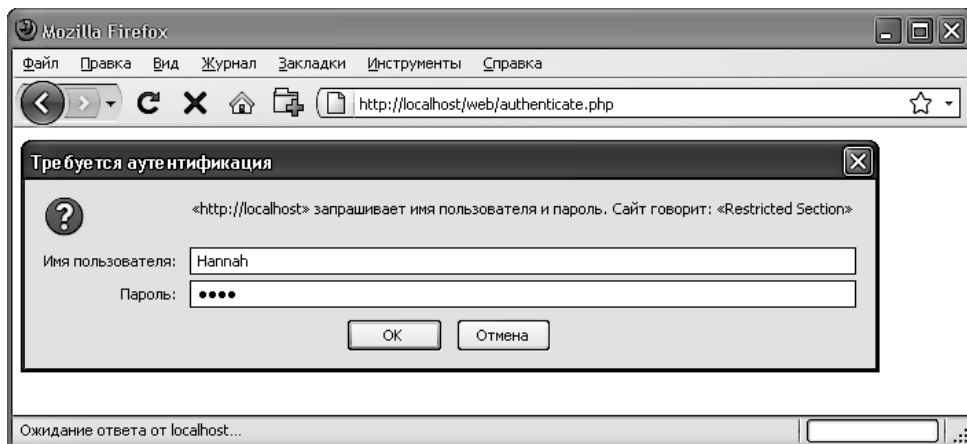 Mozilla Firefox
Файл Правка Вид Журнал Закладки Инструменты Справка
http://localhost/web/authenticate.php
Требуется аутентификация
«http://localhost» запрашивает имя пользователя и пароль. Сайт говорит: «Restricted Section»
Имя пользователя: Hannah
Пароль: ••••
ОК Отмена
Ожидание ответа от localhost...